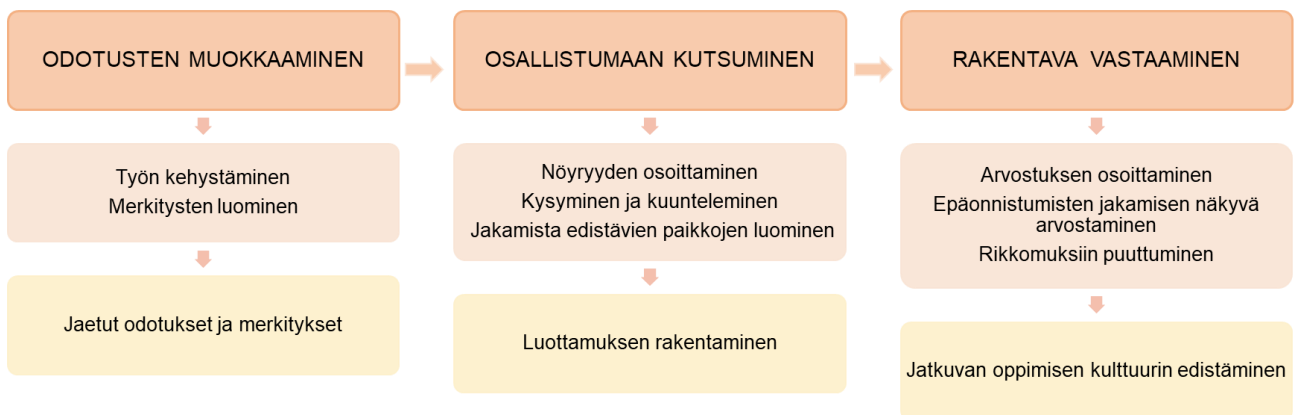 ODOTUSTEN MUOKKAAMINEN
Työn kehystäminen
Merkitysten luominen
Jaetut odotukset ja merkitykset
OSALLISTUMAAN KUTSUMINEN
Nöyryyden osoittaminen
Kysyminen ja kuunteleminen
Jakamista edistävien paikkojen luominen
Luottamuksen rakentaminen
RAKENTAVA VASTAAMINEN
Arvostuksen osoittaminen
Epäonnistumisten jakamisen näkyvä
arvostaminen
Rikkomuksiin puuttuminen
Jatkuvan oppimisen kulttuurin edistäminen